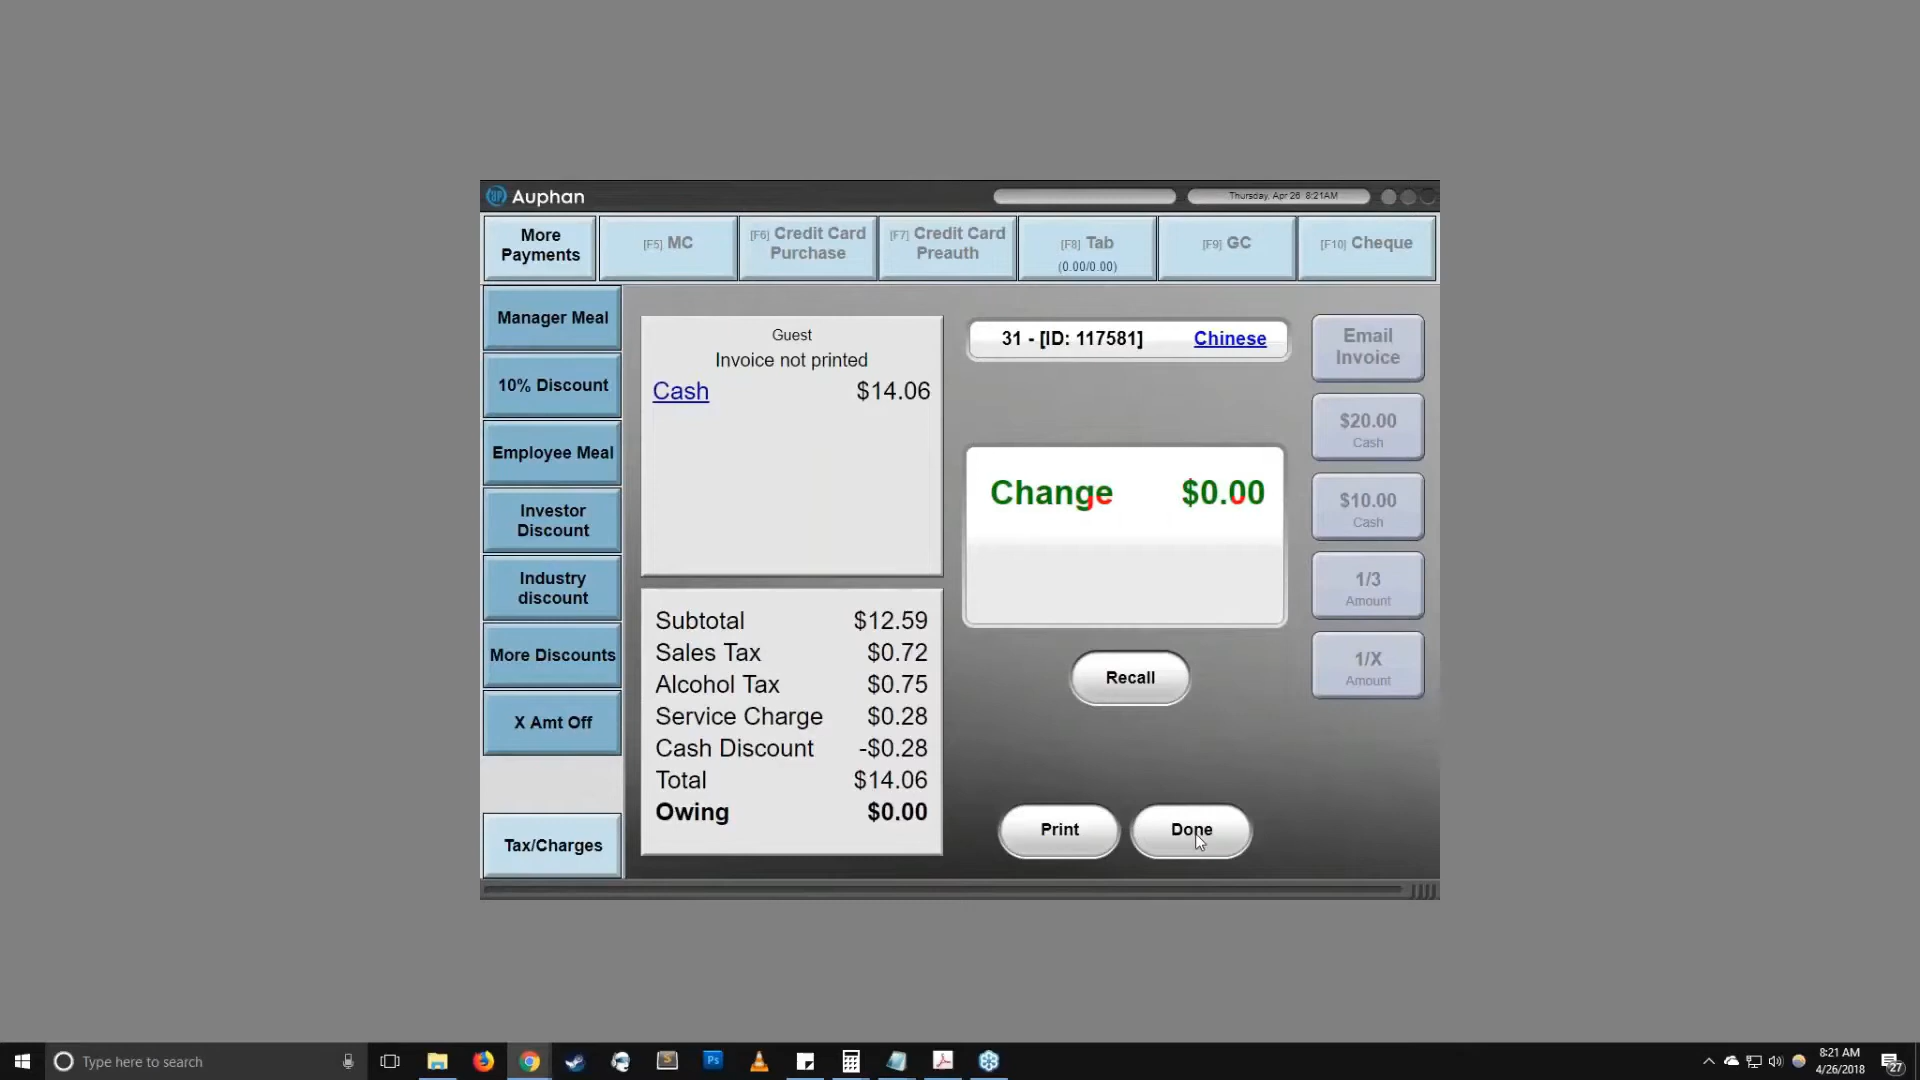 Auphan
Thursday, Apr 26 8:21AM
More Payments
[F5] MC
[F6] Credit Card Purchase
[F7] Credit Card Preauth
[F8] Tab
(0.00/0.00)
[F9] GC
[F10] Cheque
Manager Meal
10% Discount
Employee Meal
Investor Discount
Industry discount
More Discounts
X Amt Off
Tax/Charges
Guest
Invoice not printed
Cash $14.06
Subtotal $12.59
Sales Tax $0.72
Alcohol Tax $0.75
Service Charge $0.28
Cash Discount -$0.28
Total $14.06
Owing $0.00
31 - [ID: 117581] Chinese
Change $0.00
Recall
Print
Done
Email Invoice
$20.00
Cash
$10.00
Cash
1/3
Amount
1/X
Amount
Type here to search
8:21 AM
4/26/2018
27